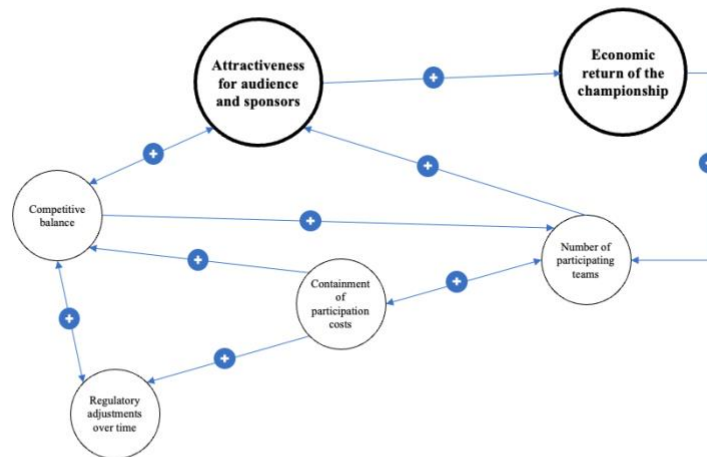 Attractiveness
for audience
and sponsors
Economic
return of the
championship
+
+
+
+
Competitive
balance
+
+
Number of
participating
teams
Containment
of
participation
costs
+
+
+
Regulatory
adjustments
over time